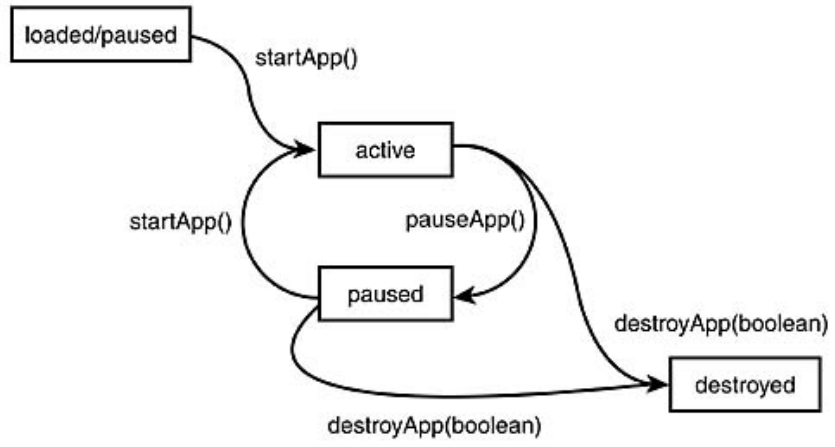 loaded/paused
startApp()
active
startApp()
pauseApp()
paused
destroyApp(boolean)
destroyed
destroyApp(boolean)